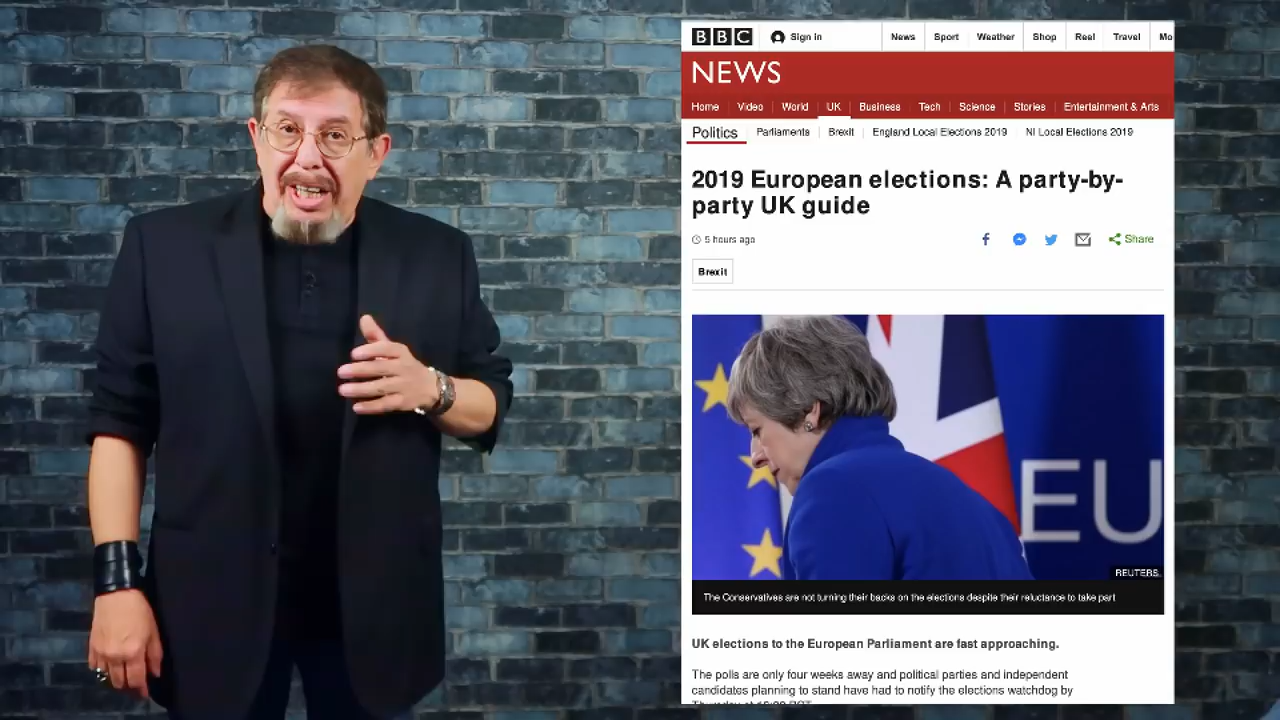 BBC Sign in News Sport Weather Shop Reel Travel Mo
NEWS
Home Video World UK Business Tech Science Stories Entertainment & Arts
Politics Parliaments Brexit England Local Elections 2019 NI Local Elections 2019
2019 European elections: A party-by-
party UK guide
5 hours ago
Share
Brexit
EU
REUTERS
The Conservatives are not turning their backs on the elections despite their reluctance to take part
UK elections to the European Parliament are fast approaching.
The polls are only four weeks away and political parties and independent
candidates planning to stand have had to notify the elections watchdog by